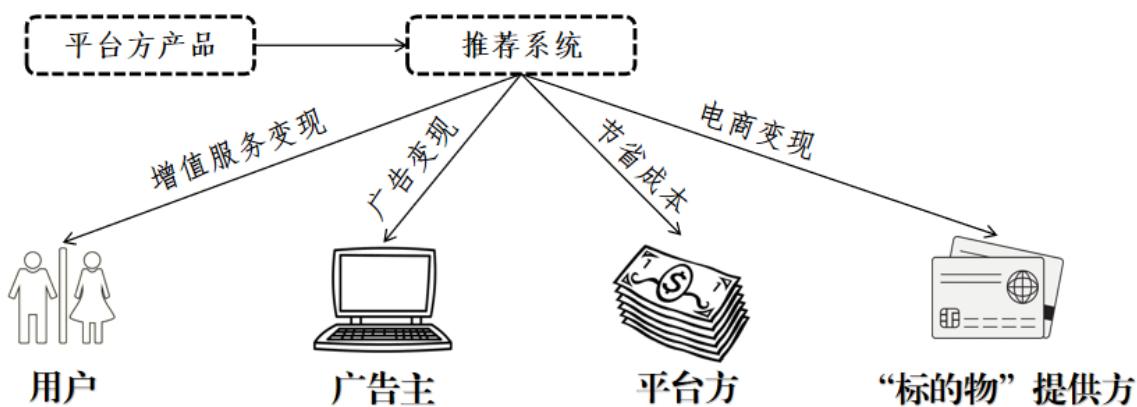 平台方产品
推荐系统
增值服务变现
广告变现
节省成本
电商变现
1
$
1
用户
广告主
平台方
“标的物”提供方